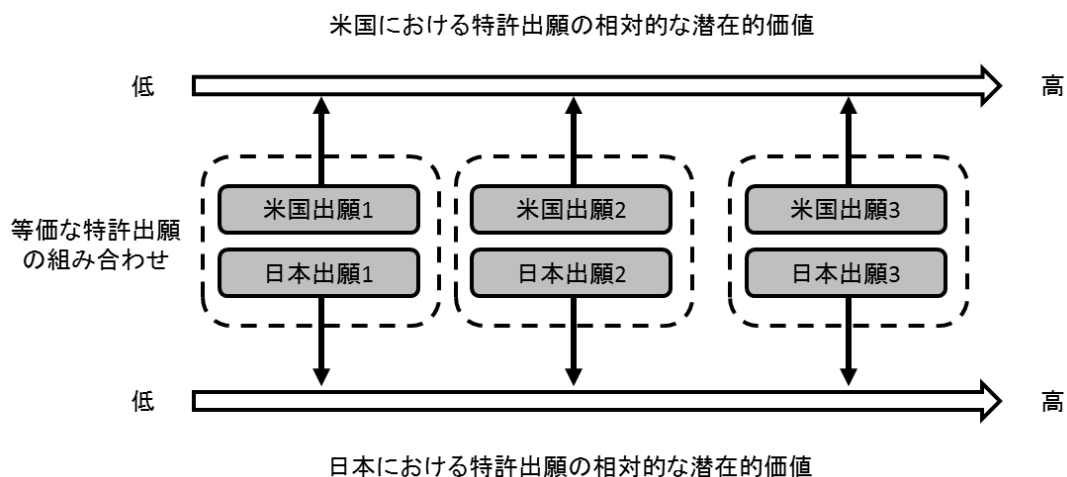 米国における特許出願の相対的な潜在的価値
低
高
米国出願1
米国出願2
米国出願3
等価な特許出願
の組み合わせ
日本出願1
日本出願2
日本出願3
低
高
日本における特許出願の相対的な潜在的価値